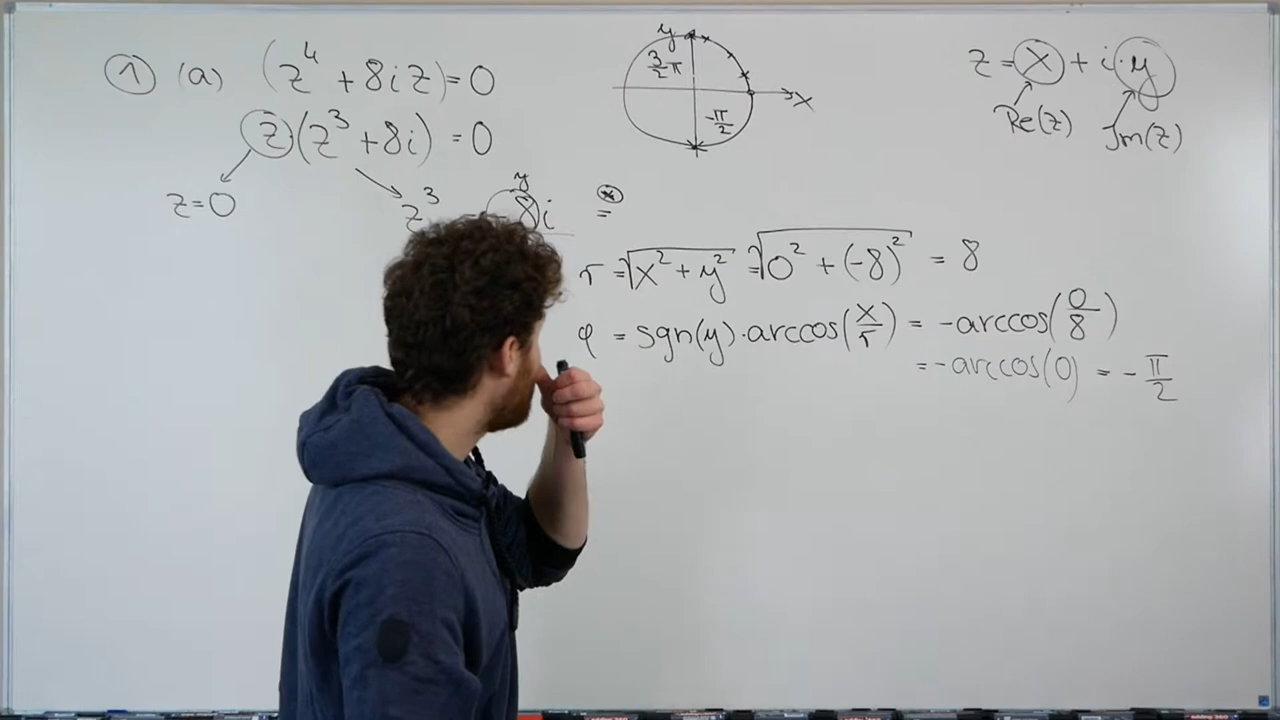 ① (a) (z⁴ + 8iz) = 0
z(z³ + 8i) = 0
z=0
z³ 8i =
y
(*)
y
x
3/2 π
-π/2
z = x + i·y
Re(z) Im(z)
r = √(x² + y²) = √(0² + (-8)²) = 8
φ = sgn(y)·arccos(x/r) = -arccos(0/8)
= -arccos(0) = -π/2